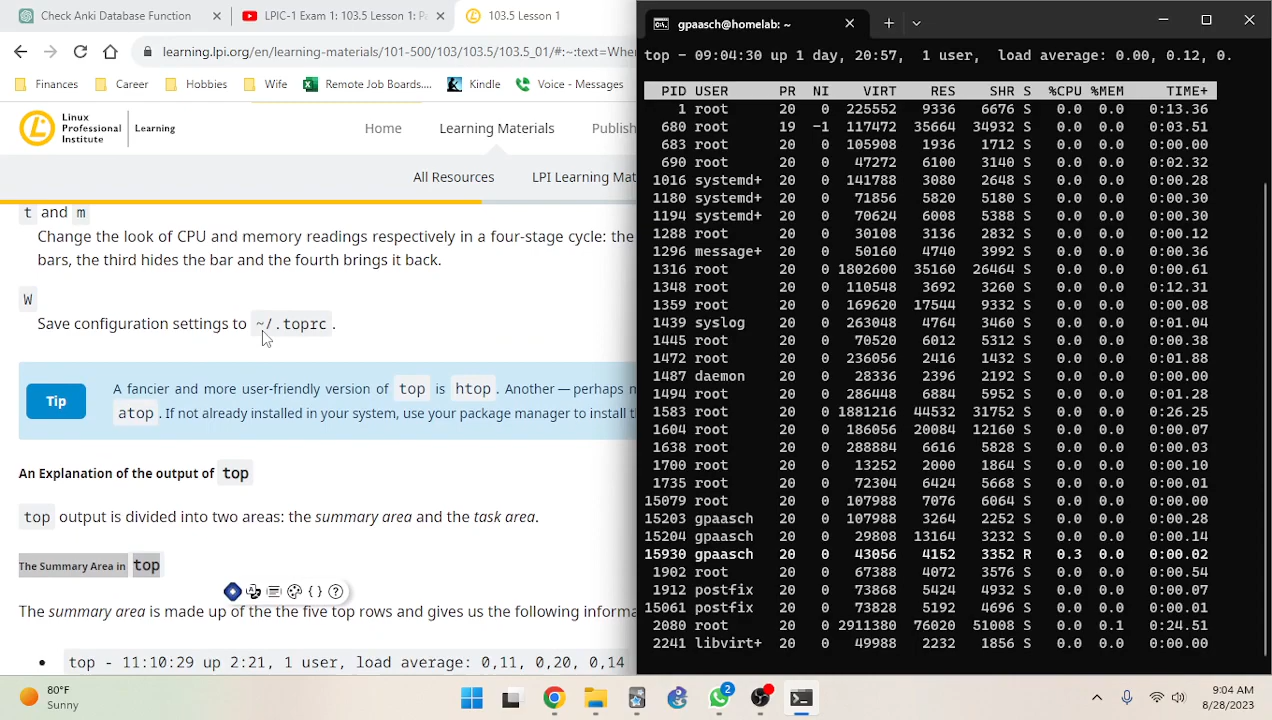 Check Anki Database Function
LPIC-1 Exam 1: 103.5 Lesson 1: P
103.5 Lesson 1
learning.lpi.org/en/learning-materials/101-500/103/103.5/103.5_01/#:~:text=Whe
Finances
Career
Hobbies
Wife
Remote Job Boards....
Kindle
Voice - Messages
Linux
Professional
Institute
Learning
Home
Learning Materials
Publish
All Resources
LPI Learning Mat
t and m
Change the look of CPU and memory readings respectively in a four-stage cycle: the
bars, the third hides the bar and the fourth brings it back.
W
Save configuration settings to ~/.toprc.
Tip
A fancier and more user-friendly version of top is htop. Another — perhaps m
atop. If not already installed in your system, use your package manager to install t
An Explanation of the output of top
top output is divided into two areas: the summary area and the task area.
The Summary Area in top
The summary area is made up of the the five top rows and gives us the following informa
• top - 11:10:29 up 2:21, 1 user, load average: 0,11, 0,20, 0,14
gpaasch@homelab: ~
top - 09:04:30 up 1 day, 20:57, 1 user, load average: 0.00, 0.12, 0.
PID USER PR NI VIRT RES SHR S %CPU %MEM TIME+
1 root 20 0 225552 9336 6676 S 0.0 0.0 0:13.36
680 root 19 -1 117472 35664 34932 S 0.0 0.0 0:03.51
683 root 20 0 105908 1936 1712 S 0.0 0.0 0:00.00
690 root 20 0 47272 6100 3140 S 0.0 0.0 0:02.32
1016 systemd+ 20 0 141788 3080 2648 S 0.0 0.0 0:00.28
1180 systemd+ 20 0 71856 5820 5180 S 0.0 0.0 0:00.30
1194 systemd+ 20 0 70624 6008 5388 S 0.0 0.0 0:00.30
1288 root 20 0 30108 3136 2832 S 0.0 0.0 0:00.12
1296 message+ 20 0 50160 4740 3992 S 0.0 0.0 0:00.36
1316 root 20 0 1802600 35160 26464 S 0.0 0.0 0:00.61
1348 root 20 0 110548 3692 3260 S 0.0 0.0 0:12.31
1359 root 20 0 169620 17544 9332 S 0.0 0.0 0:00.08
1439 syslog 20 0 263048 4764 3460 S 0.0 0.0 0:01.04
1445 root 20 0 70520 6012 5312 S 0.0 0.0 0:00.38
1472 root 20 0 236056 2416 1432 S 0.0 0.0 0:01.88
1487 daemon 20 0 28336 2396 2192 S 0.0 0.0 0:00.00
1494 root 20 0 286448 6884 5952 S 0.0 0.0 0:01.28
1583 root 20 0 1881216 44532 31752 S 0.0 0.0 0:26.25
1604 root 20 0 186056 20084 12160 S 0.0 0.0 0:00.07
1638 root 20 0 288884 6616 5828 S 0.0 0.0 0:00.03
1700 root 20 0 13252 2000 1864 S 0.0 0.0 0:00.10
1735 root 20 0 72304 6424 5668 S 0.0 0.0 0:00.01
15079 root 20 0 107988 7076 6064 S 0.0 0.0 0:00.00
15203 gpaasch 20 0 107988 3264 2252 S 0.0 0.0 0:00.28
15204 gpaasch 20 0 29808 13164 3232 S 0.0 0.0 0:00.14
15930 gpaasch 20 0 43056 4152 3352 R 0.3 0.0 0:00.02
1902 root 20 0 67388 4072 3576 S 0.0 0.0 0:00.54
1912 postfix 20 0 73868 5424 4932 S 0.0 0.0 0:00.07
15061 postfix 20 0 73828 5192 4696 S 0.0 0.0 0:00.01
2080 root 20 0 2911380 76020 51008 S 0.0 0.1 0:24.51
2241 libvirt+ 20 0 49988 2232 1856 S 0.0 0.0 0:00.00
80°F
Sunny
2
9:04 AM
8/28/2023